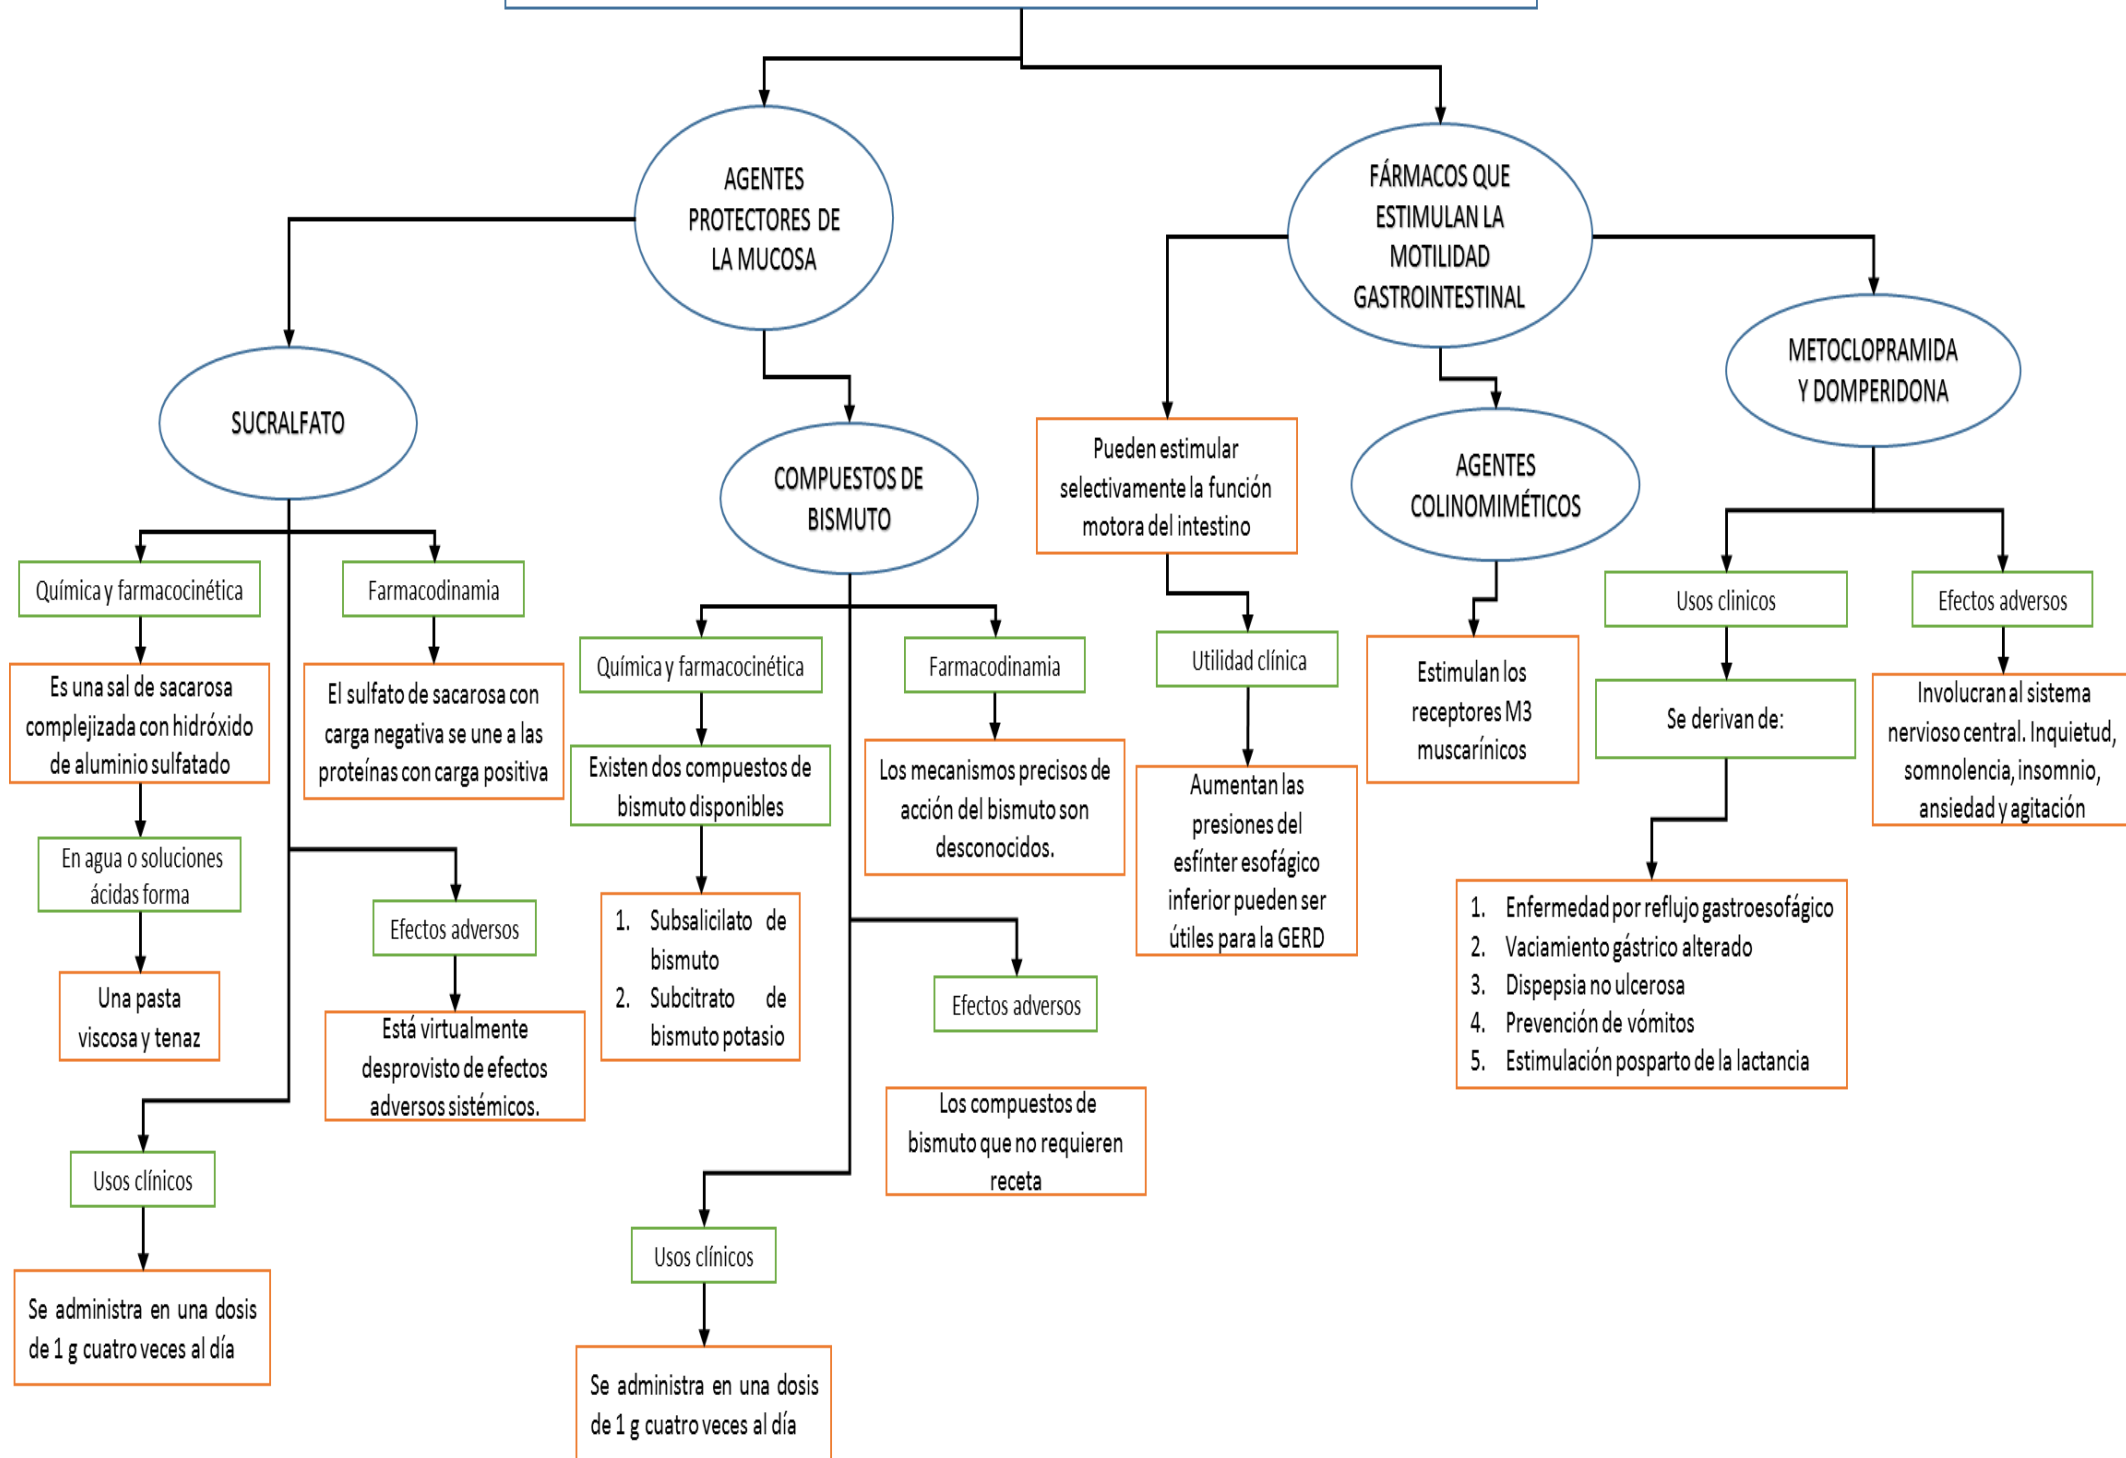 AGENTES
PROTECTORES DE
LA MUCOSA
FÁRMACOS QUE
ESTIMULAN LA
MOTILIDAD
GASTROINTESTINAL
SUCRALFATO
COMPUESTOS DE
BISMUTO
Pueden estimular
selectivamente la función
motora del intestino
AGENTES
COLINOMIMÉTICOS
METOCLOPRAMIDA
Y DOMPERIDONA
Química y farmacocinética
Farmacodinamia
Es una sal de sacarosa
complejizada con hidróxido
de aluminio sulfatado
El sulfato de sacarosa con
carga negativa se une a las
proteínas con carga positiva
En agua o soluciones
ácidas forma
Una pasta
viscosa y tenaz
Efectos adversos
Está virtualmente
desprovisto de efectos
adversos sistémicos.
Usos clínicos
Se administra en una dosis
de 1 g cuatro veces al día
Química y farmacocinética
Farmacodinamia
Existen dos compuestos de
bismuto disponibles
Los mecanismos precisos de
acción del bismuto son
desconocidos.
1. Subsalicilato de
bismuto
2. Subcitrato de
bismuto potasio
Efectos adversos
Los compuestos de
bismuto que no requieren
receta
Usos clínicos
Se administra en una dosis
de 1 g cuatro veces al día
Utilidad clínica
Aumentan las
presiones del
esfínter esofágico
inferior pueden ser
útiles para la GERD
Estimulan los
receptores M3
muscarínicos
Usos clinicos
Efectos adversos
Se derivan de:
Involucran al sistema
nervioso central. Inquietud,
somnolencia, insomnio,
ansiedad y agitación
1. Enfermedad por reflujo gastroesofágico
2. Vaciamiento gástrico alterado
3. Dispepsia no ulcerosa
4. Prevención de vómitos
5. Estimulación posparto de la lactancia